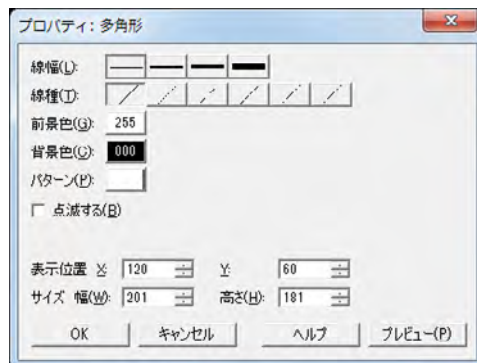 プロパティ: 多角形
線幅(L):
線種(T):
前景色(G): 255
背景色(C): 000
パターン(P):
点滅する(B)
表示位置 X: 120 Y: 60
サイズ 幅(W): 201 高さ(H): 181
OK キャンセル ヘルプ プレビュー(P)